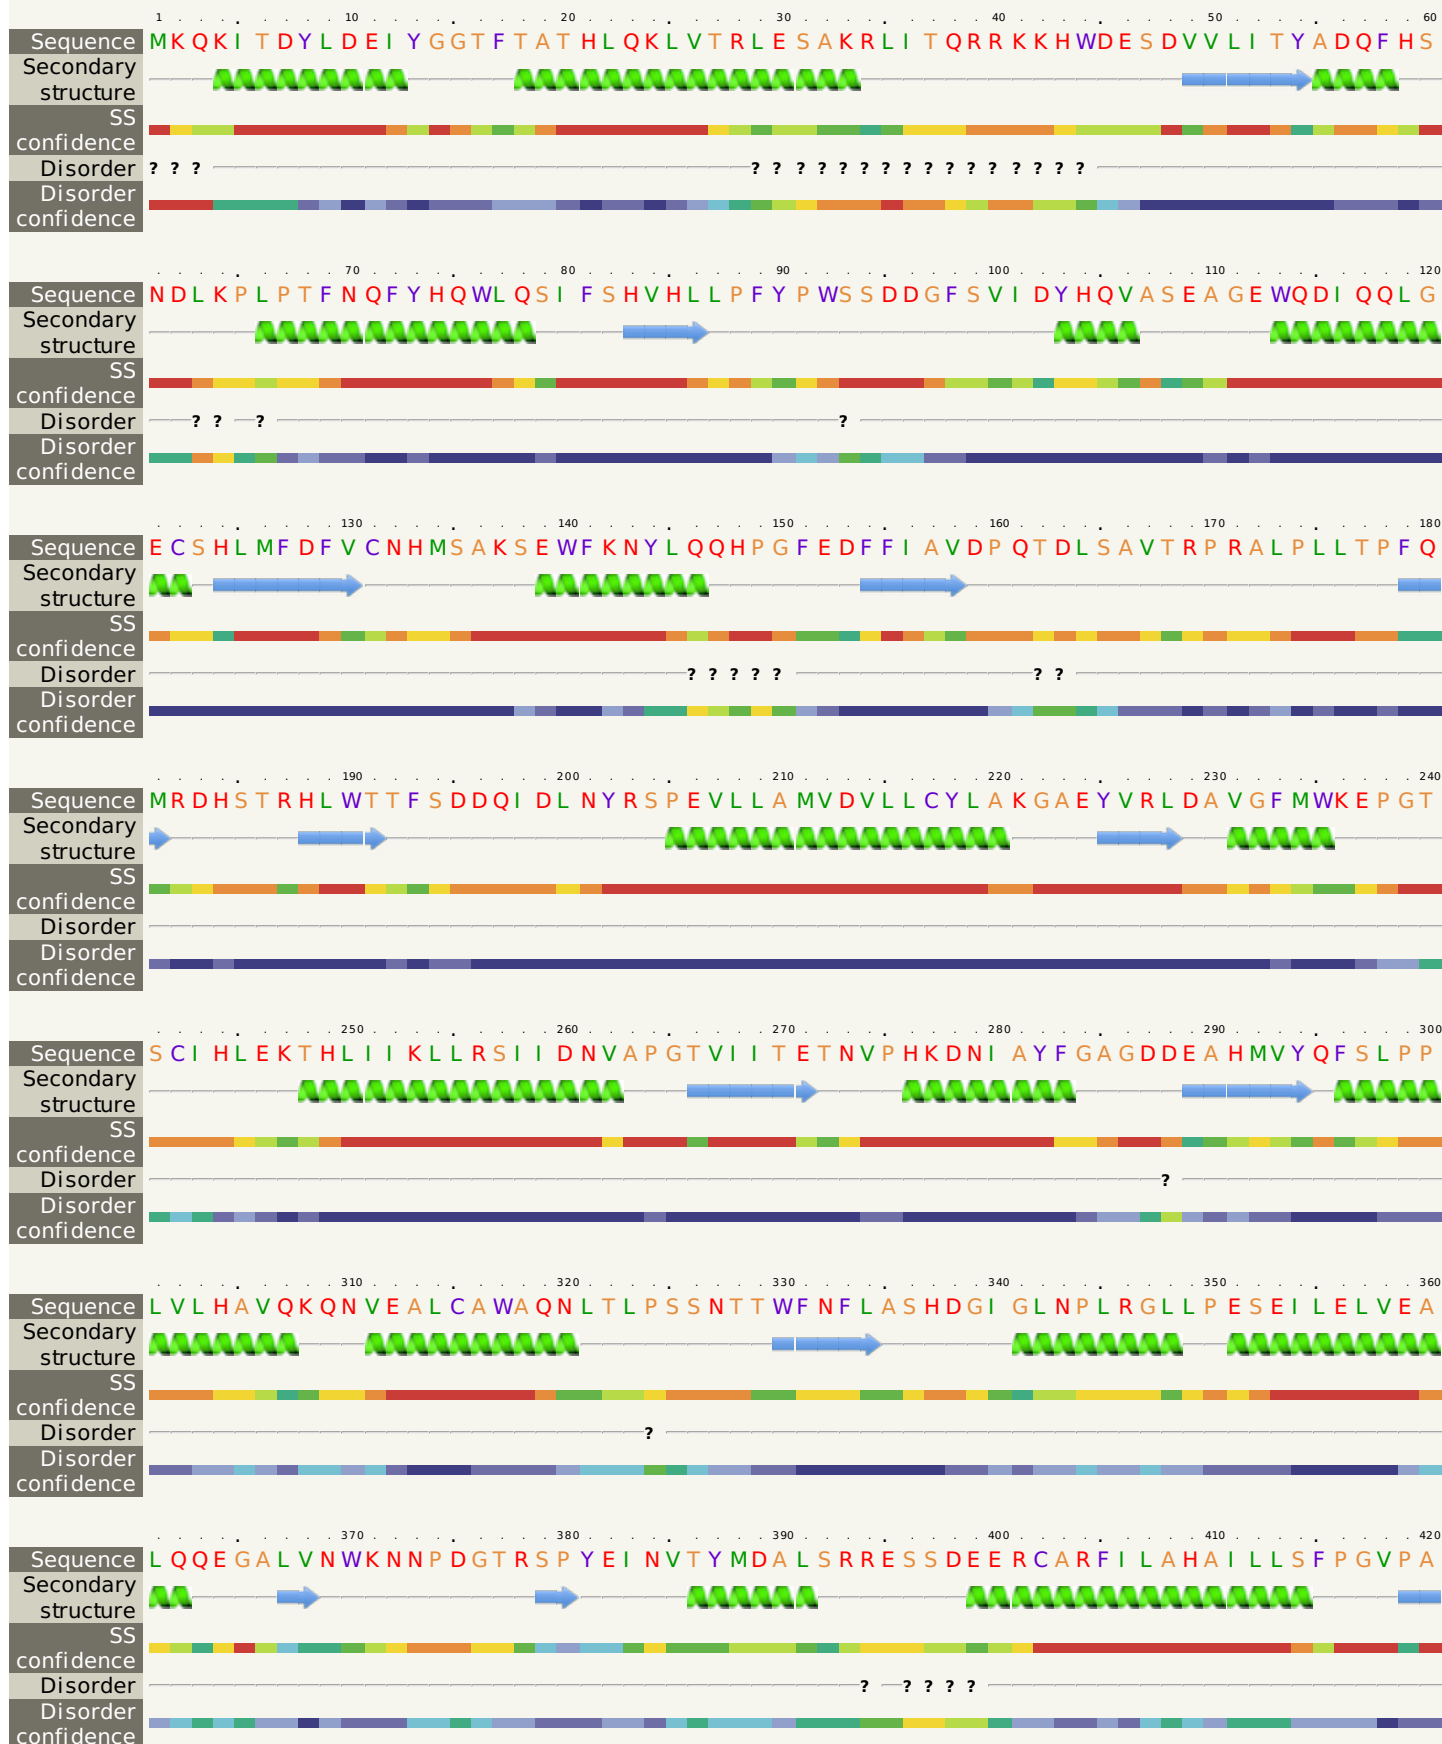 1 10 20 30 40 50 60
Sequence MKQKITDYLDEIYGGTFTATHLQKLVTRLESAKRLITQRRKKHWDESDVVLITYADQFHS
Secondary
structure
SS
confidence
Disorder ? ? ? ? ? ? ? ? ? ? ? ? ? ? ? ? ? ? ?
Disorder
confidence
70 80 90 100 110 120
Sequence NDLKPLPTFNQFYHQWLQSIFSHVHLLPFYPWSSDDGFSVIDYHQVASEAGEWQDIQQLG
Secondary
structure
SS
confidence
Disorder ? ? ? ?
Disorder
confidence
130 140 150 160 170 180
Sequence ECSHLMFDFVCNHMSAKSEWFKNYLQQHPGFEDFFIAVDPQTDLSAVTRPRALPLLTPFQ
Secondary
structure
SS
confidence
Disorder ? ? ? ? ? ? ?
Disorder
confidence
190 200 210 220 230 240
Sequence MRDHSTRHLWTTFSDDQIDLNYRSPEVLLAMVDVLLCYLAKGAEYVRLDAVGFMWKEPGT
Secondary
structure
SS
confidence
Disorder
Disorder
confidence
250 260 270 280 290 300
Sequence SCIHLEKTHLIIKLLRSIIDNVAPGTVIITETNVPHKDNIAYFGAGDDEAHMVYQFSLPP
Secondary
structure
SS
confidence
Disorder ?
Disorder
confidence
310 320 330 340 350 360
Sequence LVLHAVQKQNVEALCAWAQNLTLPSSNTTWFNFLASHDGIGLNPLRGLLPESEILELVEA
Secondary
structure
SS
confidence
Disorder ?
Disorder
confidence
370 380 390 400 410 420
Sequence LQQEGALVNWKNNPDGTRSPYEINVTYMDALSRRESSDEERCARFILAHAILLSFPGVPA
Secondary
structure
SS
confidence
Disorder ? ? ? ? ?
Disorder
confidence